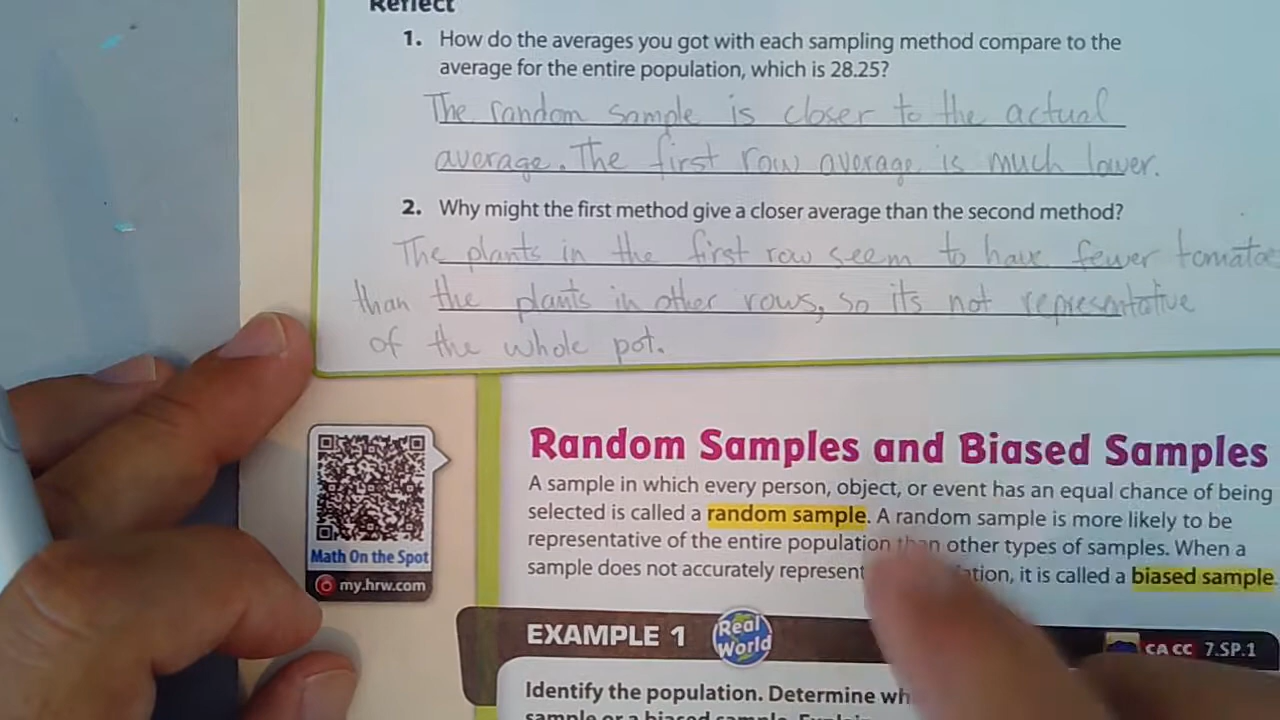 Reflect
1. How do the averages you got with each sampling method compare to the
average for the entire population, which is 28.25?
The random sample is closer to the actual
average. The first row average is much lower.
2. Why might the first method give a closer average than the second method?
The plants in the first row seem to have fewer
than the plants in other rows, so its not representative
of the whole pot.
Random Samples and Biased Samples
A sample in which every person, object, or event has an equal chance of being
selected is called a random sample. A random sample is more likely to be
representative of the entire population than other types of samples. When a
sample does not accurately represent it is called a biased sample
Math On the Spot
my.hrw.com
EXAMPLE 1
Real
World
CA CC 7.SP.1
Identify the population. Determine
sample or a biased sample. Explain